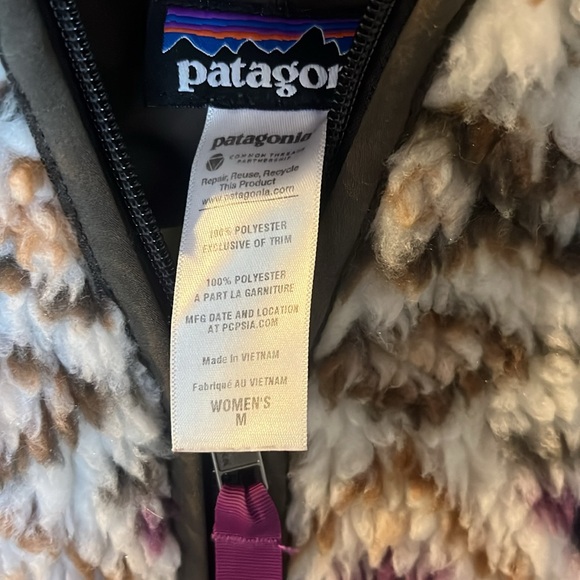 patagon
patagonia
COMMON THREADS
PARTNERSHIP
Repair, Reuse, Recycle
This Product
www.patagonia.com
100% POLYESTER
EXCLUSIVE OF TRIM
100% POLYESTER
A PART LA GARNITURE
MFG DATE AND LOCATION
AT PCPSIA.COM
Made in VIETNAM
Fabriqué AU VIETNAM
WOMEN'S
M